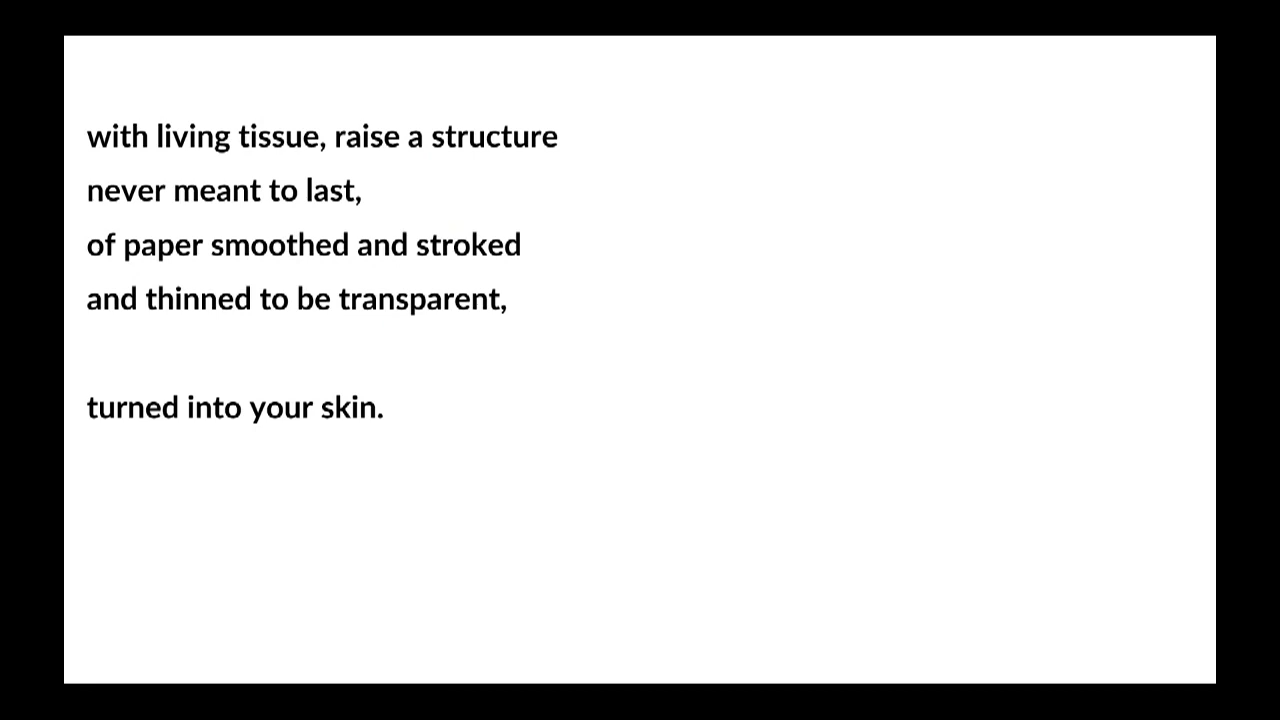 with living tissue, raise a structure
never meant to last,
of paper smoothed and stroked
and thinned to be transparent,
turned into your skin.